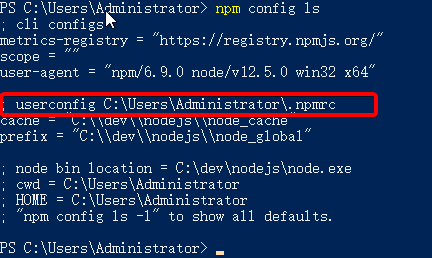 PS C:\Users\Administrator> npm config ls
; cli configs
metrics-registry = "https://registry.npmjs.org/"
scope = ""
user-agent = "npm/6.9.0 node/v12.5.0 win32 x64"
; userconfig C:\Users\Administrator\.npmrc
cache = "C:\\dev\\nodejs\\node_cache"
prefix = "C:\\dev\\nodejs\\node_global"
; node bin location = C:\dev\nodejs\node.exe
; cwd = C:\Users\Administrator
; HOME = C:\Users\Administrator
; "npm config ls -l" to show all defaults.
PS C:\Users\Administrator>